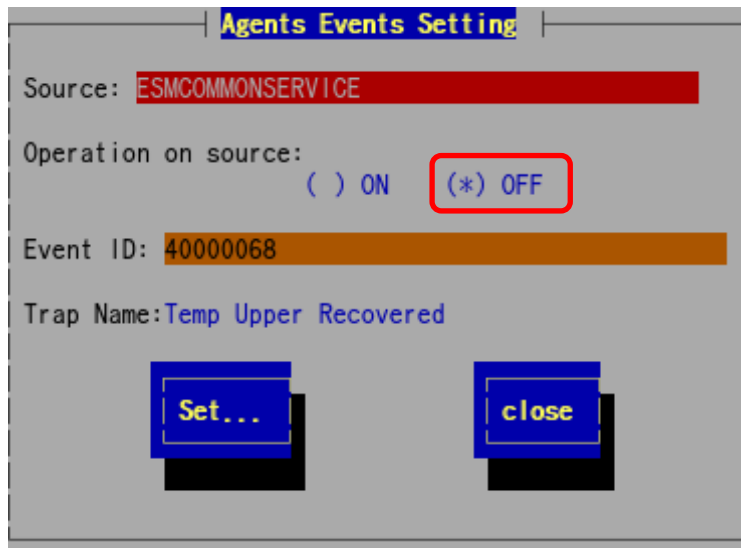 Agents Events Setting
Source: ESMCOMMONSERVICE
Operation on source:
( ) ON (*) OFF
Event ID: 40000068
Trap Name:Temp Upper Recovered
Set... close